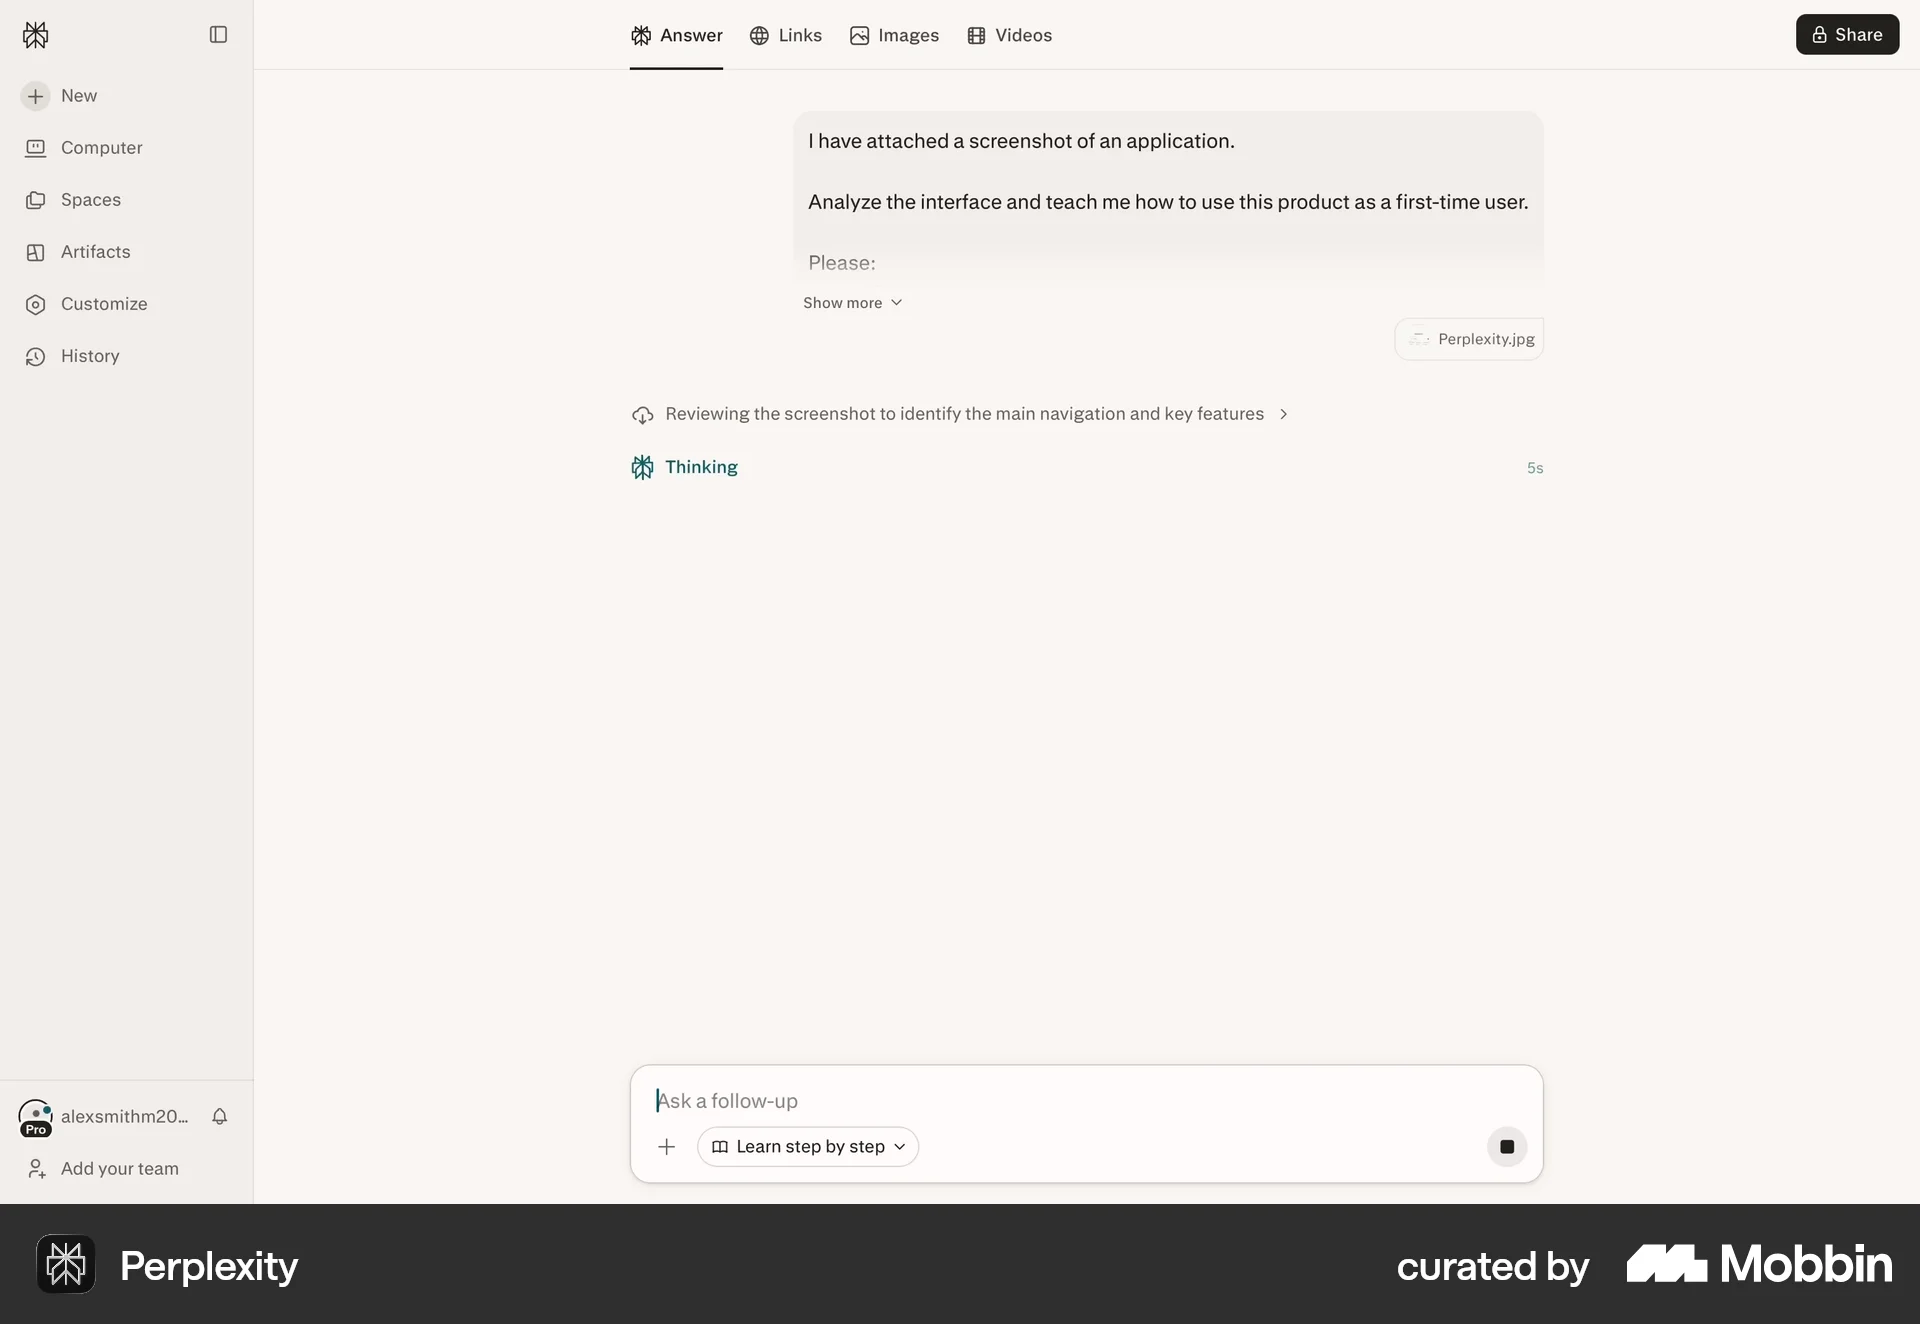 New
Computer
Spaces
Artifacts
Customize
History
Answer
Links
Images
Videos
Share
I have attached a screenshot of an application.
Analyze the interface and teach me how to use this product as a first-time user.
Please:
Show more
Perplexity.jpg
Reviewing the screenshot to identify the main navigation and key features
Thinking
5s
Ask a follow-up
Learn step by step
alexsmithm20...
Pro
Add your team
Perplexity
curated by
Mobbin